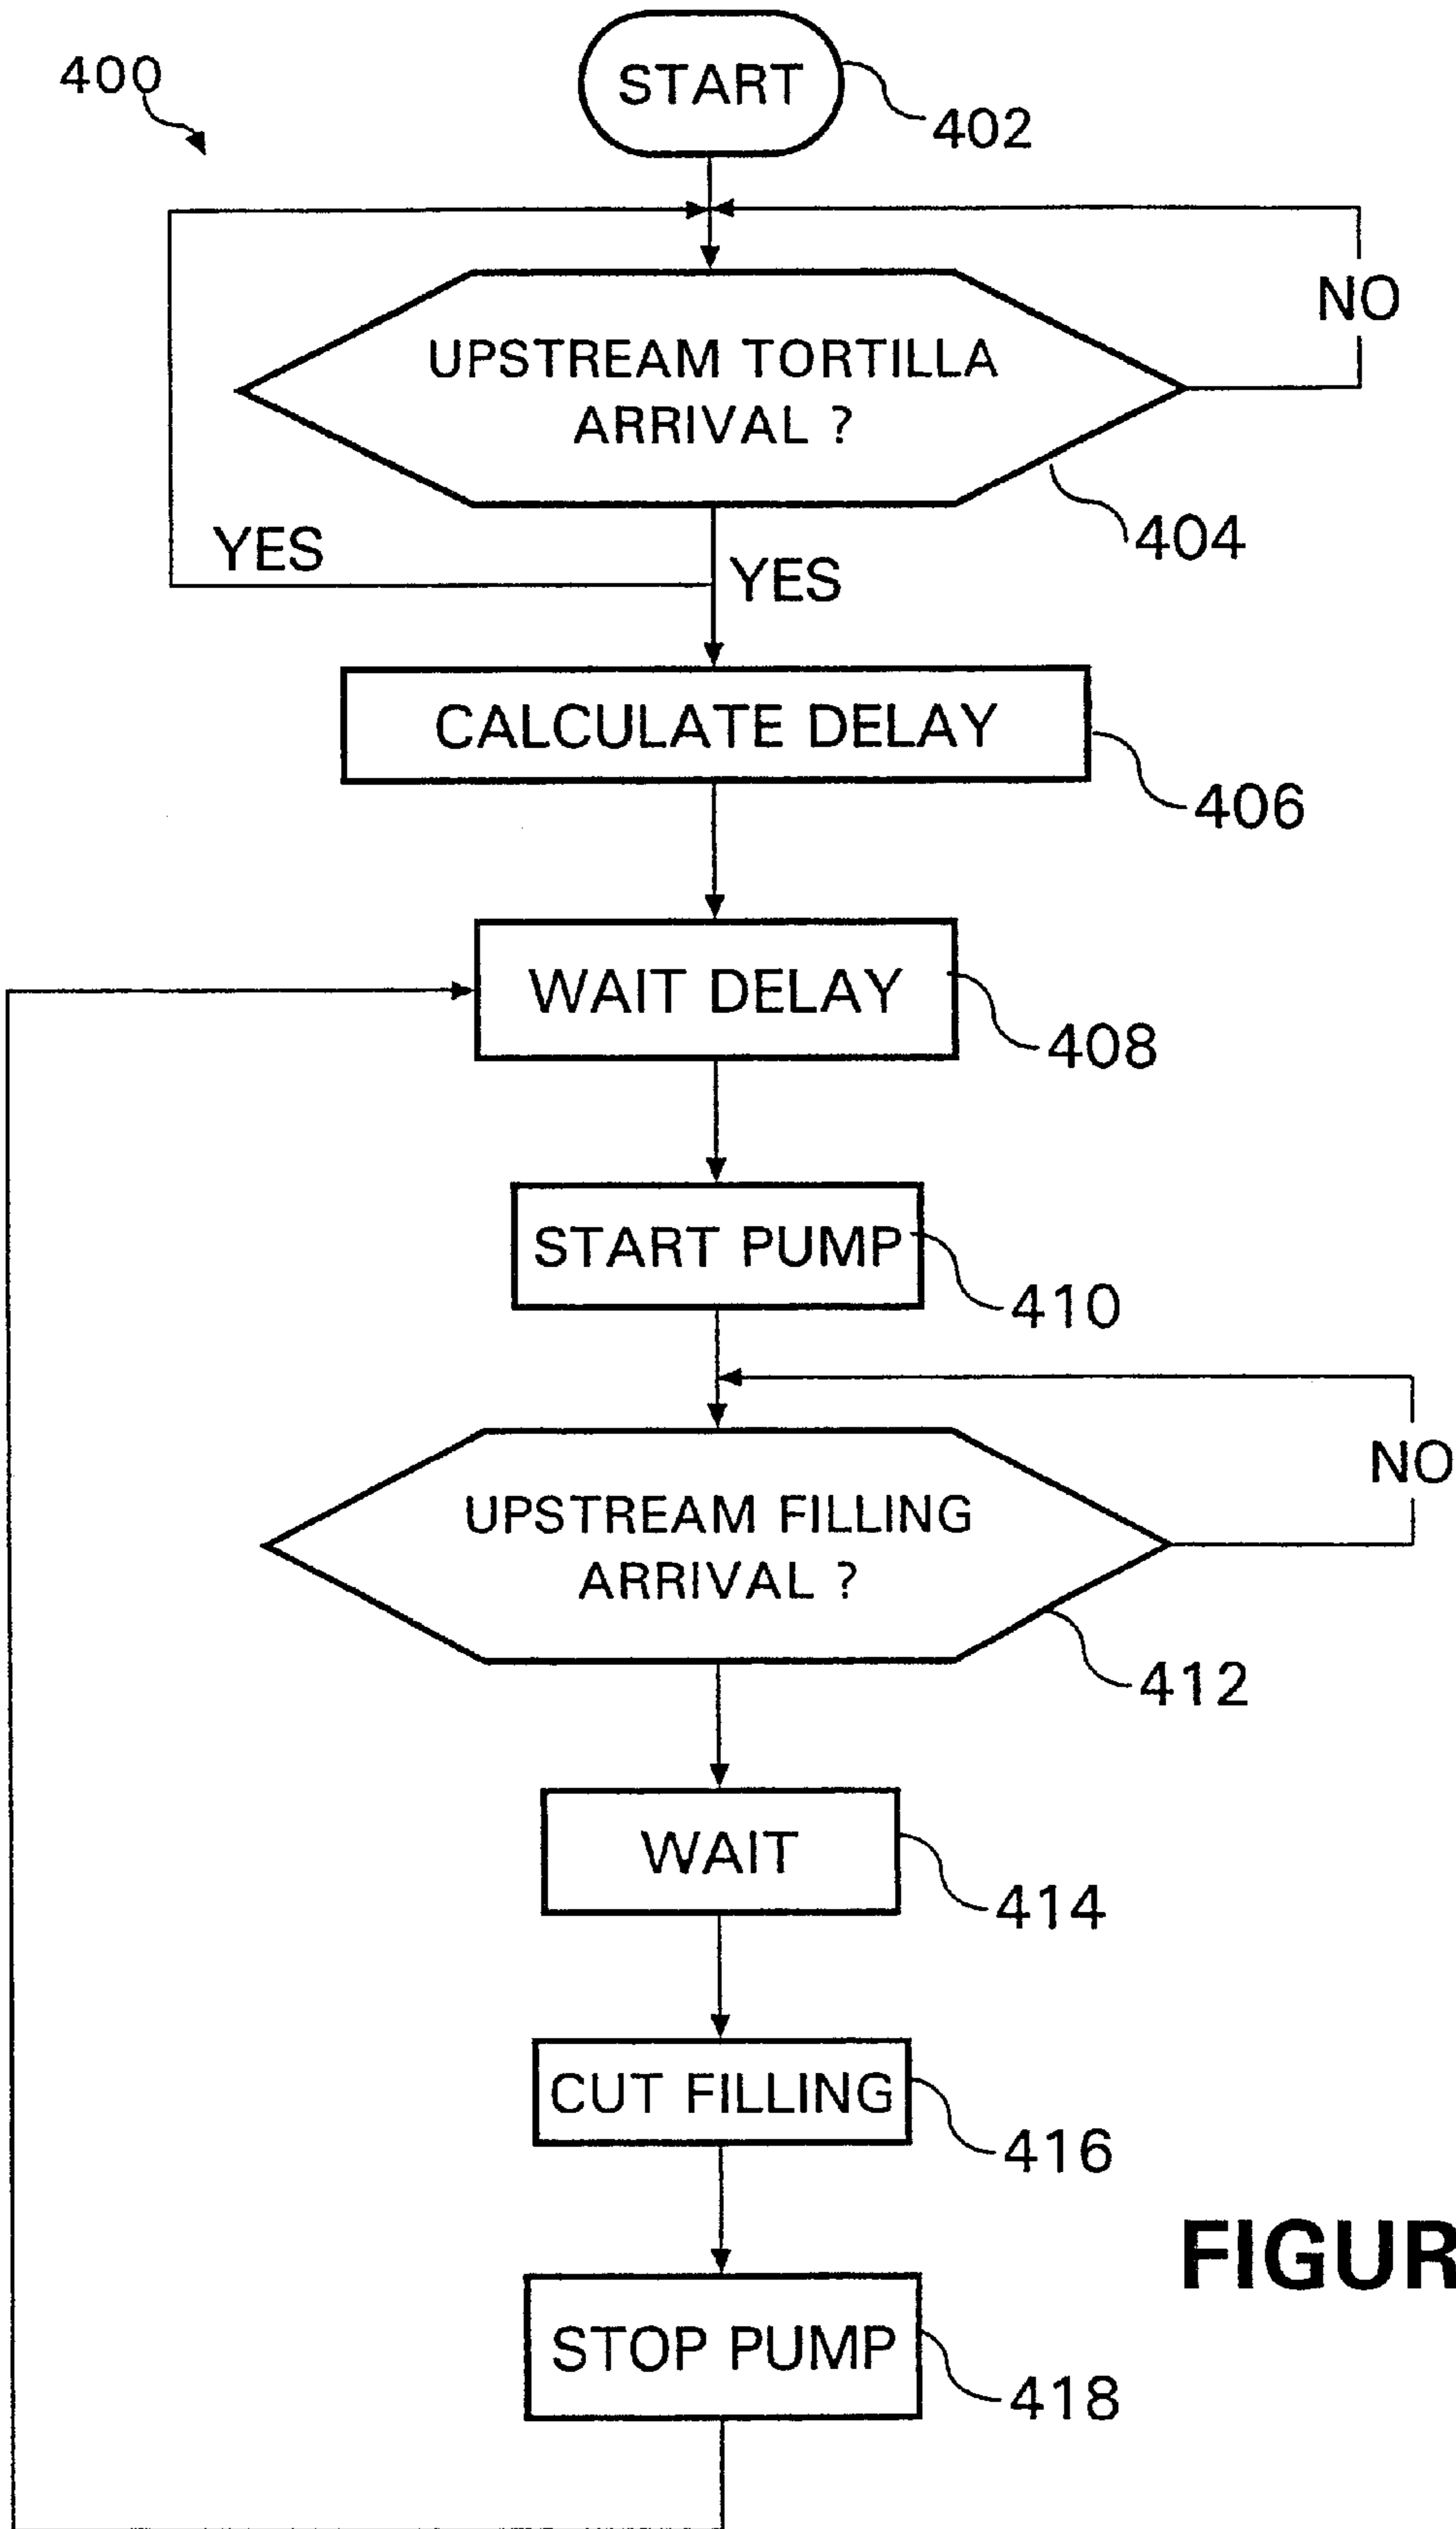 400
START
402
NO
UPSTREAM TORTILLA
ARRIVAL ?
404
YES
YES
CALCULATE DELAY
406
WAIT DELAY
408
START PUMP
410
NO
UPSTREAM FILLING
ARRIVAL ?
412
WAIT
414
CUT FILLING
416
FIGUR
STOP PUMP
418